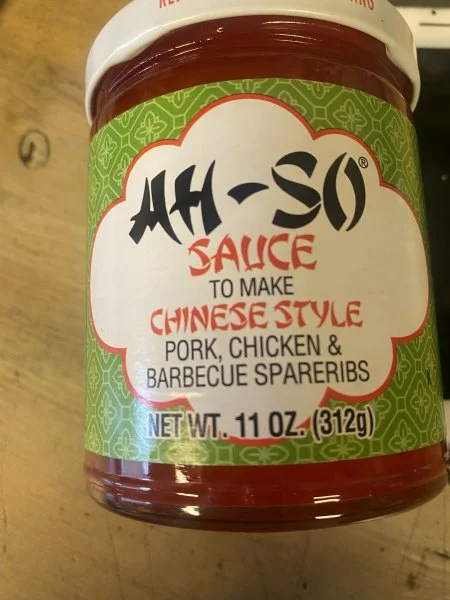 AH-SO®
SAUCE
TO MAKE
CHINESE STYLE
PORK, CHICKEN &
BARBECUE SPARERIBS
NET WT. 11 OZ. (312g)